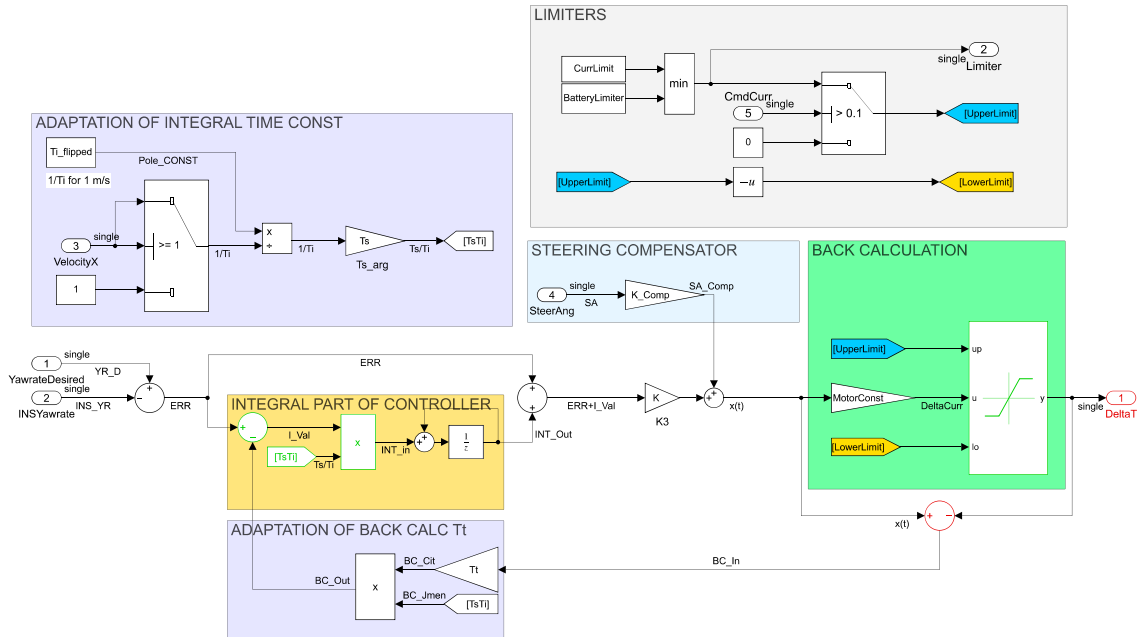 LIMITERS
CurrLimit
BatteryLimiter
min
2
single
Limiter
CmdCurr
5
single
> 0.1
0
[UpperLimit]
[UpperLimit]
-u
[LowerLimit]
ADAPTATION OF INTEGRAL TIME CONST
Ti_flipped
Pole_CONST
1/Ti for 1 m/s
single
3
VelocityX
>= 1
1
1/Ti
x
÷
1/Ti
Ts
Ts_arg
Ts/Ti
[TsTi]
STEERING COMPENSATOR
single
4
SteerAng
SA
K_Comp
SA_Comp
BACK CALCULATION
[UpperLimit]
up
MotorConst
DeltaCurr
u
y
[LowerLimit]
lo
single
1
DeltaT
single
1
YawrateDesired
YR_D
single
2
INSYawrate
INS_YR
+
−
ERR
ERR
INTEGRAL PART OF CONTROLLER
+
−
I_Val
[TsTi]
Ts/Ti
x
INT_in
+
+
1
z
+
+
INT_Out
ERR+I_Val
K
K3
+
+
x(t)
x(t)
+
−
ADAPTATION OF BACK CALC Tt
BC_In
Tt
BC_Cit
BC_Jmen
[TsTi]
x
BC_Out